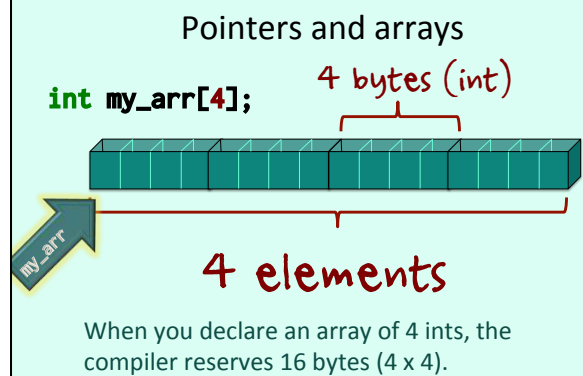 Pointers and arrays
4 bytes (int)
int my_arr[4];
my_arr
4 elements
When you declare an array of 4 ints, the
compiler reserves 16 bytes (4 x 4).